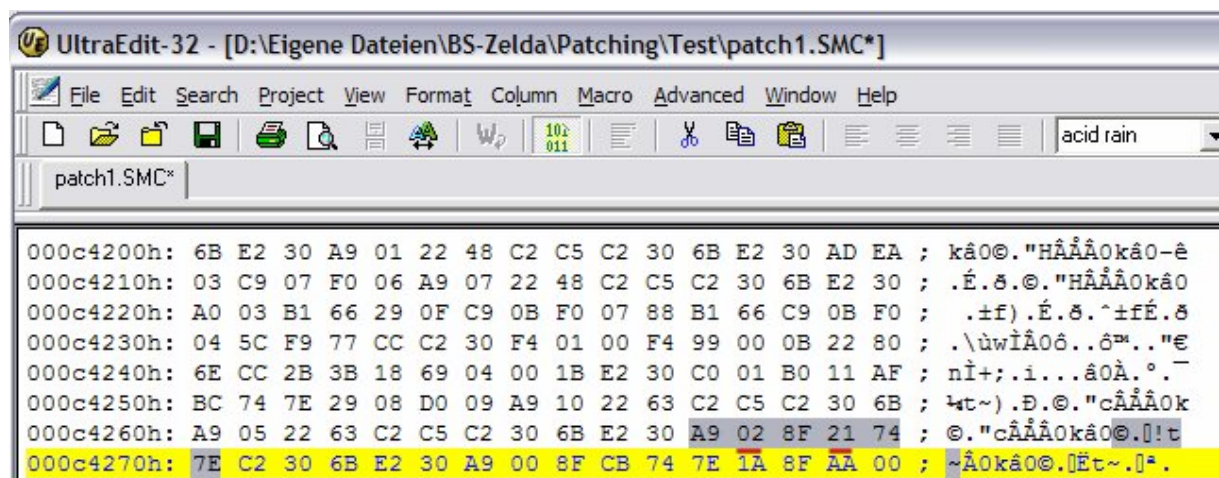 UltraEdit-32 - [D:\Eigene Dateien\BS-Zelda\Patching\Test\patch1.SMC*]
File Edit Search Project View Format Column Macro Advanced Window Help
acid rain
patch1.SMC*
000c4200h: 6B E2 30 A9 01 22 48 C2 C5 C2 30 6B E2 30 AD EA ; kâ0©."HÂÅÂ0kâ0-ê
000c4210h: 03 C9 07 F0 06 A9 07 22 48 C2 C5 C2 30 6B E2 30 ; .É.ð.©."HÂÅÂ0kâ0
000c4220h: A0 03 B1 66 29 0F C9 0B F0 07 88 B1 66 C9 0B F0 ;  .±f).É.ð.ˆ±fÉ.ð
000c4230h: 04 5C F9 77 CC C2 30 F4 01 00 F4 99 00 0B 22 80 ; .\ùwÌÂ0ô..ô™.."€
000c4240h: 6E CC 2B 3B 18 69 04 00 1B E2 30 C0 01 B0 11 AF ; nÌ+;.i...â0À.°.¯
000c4250h: BC 74 7E 29 08 D0 09 A9 10 22 63 C2 C5 C2 30 6B ; ¼t~).Ð.©."cÂÅÂ0k
000c4260h: A9 05 22 63 C2 C5 C2 30 6B E2 30 A9 02 8F 21 74 ; ©."cÂÅÂ0kâ0©.▯!t
000c4270h: 7E C2 30 6B E2 30 A9 00 8F CB 74 7E 1A 8F AA 00 ; ~Â0kâ0©.▯Ët~.▯ª.